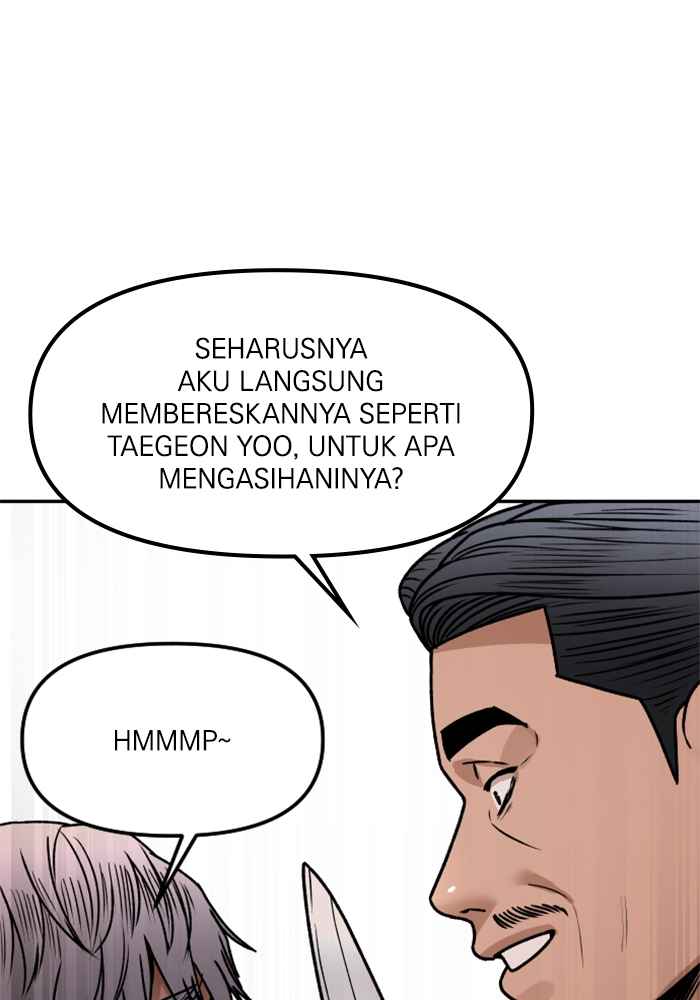 SEHARUSNYA
AKU LANGSUNG
MEMBERESKANNYA SEPERTI
TAEGEON YOO, UNTUK APA
MENGASIHANINYA?
HMMMP~